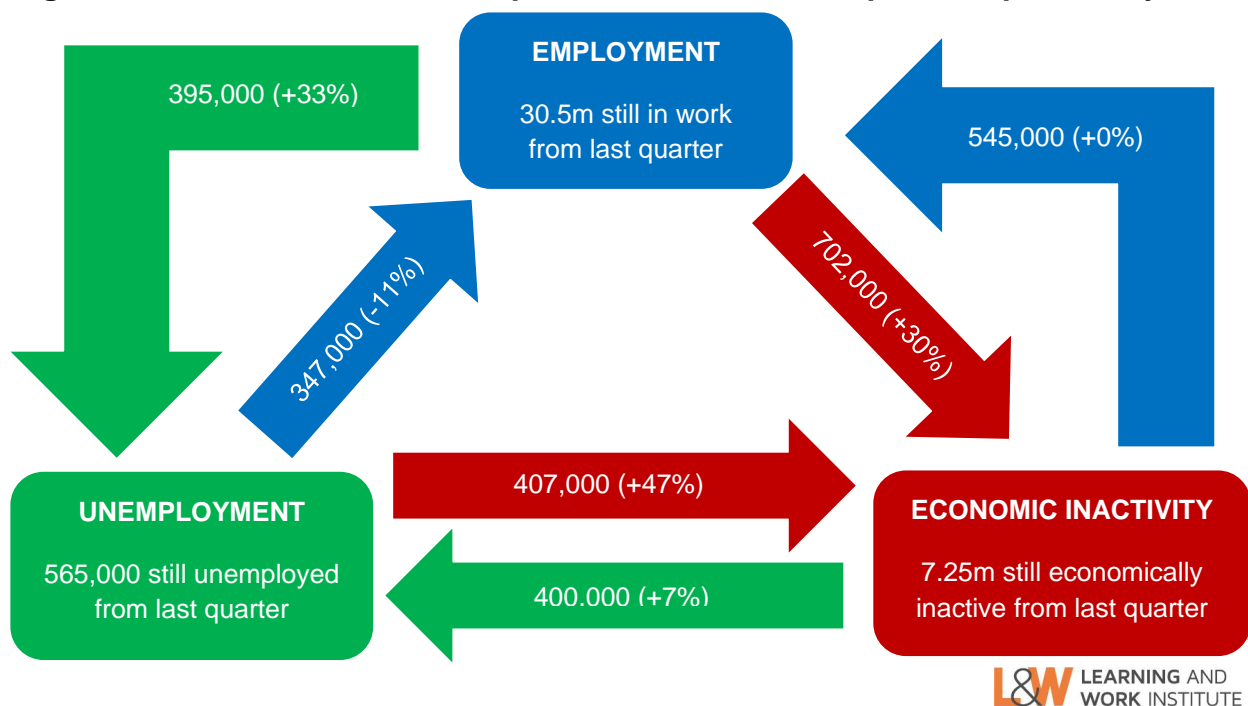 395,000 (+33%)
EMPLOYMENT
30.5m still in work
from last quarter
545,000 (+0%)
347,000 (-11%)
702,000 (+30%)
407,000 (+47%)
400.000 (+7%)
UNEMPLOYMENT
565,000 still unemployed
from last quarter
ECONOMIC INACTIVITY
7.25m still economically
inactive from last quarter
L&W LEARNING AND
WORK INSTITUTE